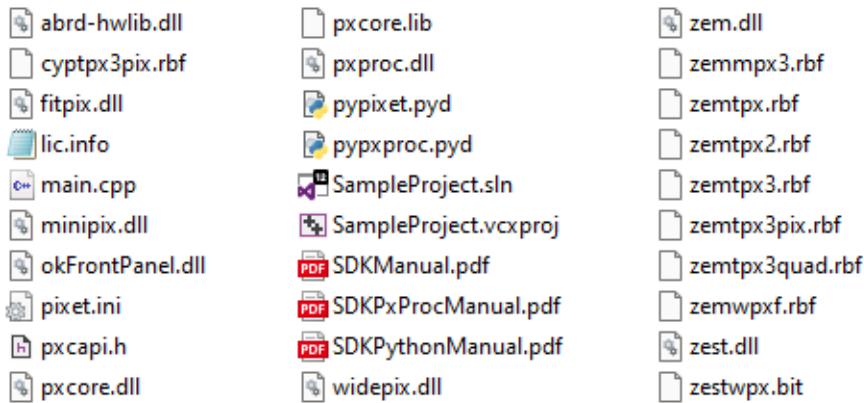 abrd-hwlib.dll
cyptpx3pix.rbf
fitpix.dll
lic.info
main.cpp
minipix.dll
okFrontPanel.dll
pixet.ini
pxcapi.h
pxcore.dll
pxcore.lib
pxproc.dll
pypixet.pyd
pypxproc.pyd
SampleProject.sln
SampleProject.vcxproj
SDKManual.pdf
SDKPxProcManual.pdf
SDKPythonManual.pdf
widepix.dll
zem.dll
zemmpx3.rbf
zemtpx.rbf
zemtpx2.rbf
zemtpx3.rbf
zemtpx3pix.rbf
zemtpx3quad.rbf
zemwpxf.rbf
zest.dll
zestwpx.bit